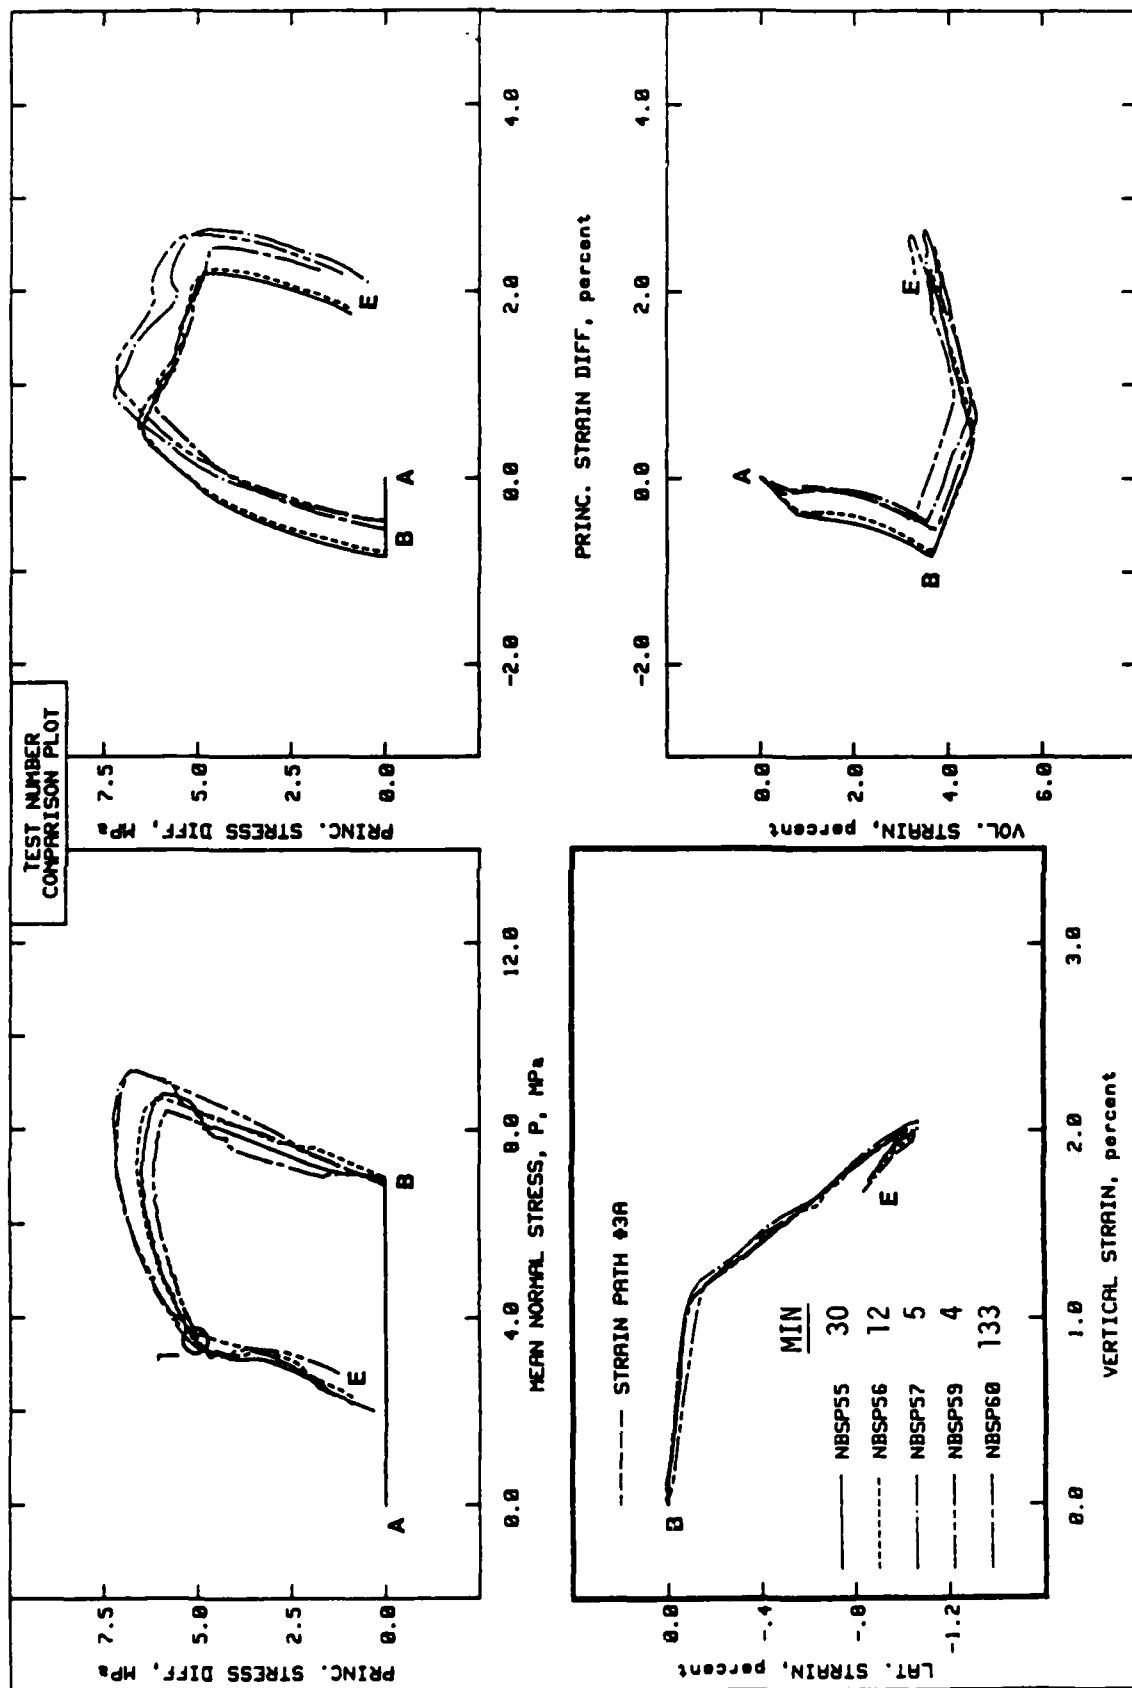 TEST NUMBER
COMPARISON PLOT
PRINC. STRESS DIFF, MPa
7.5
5.0
2.5
0.0
1
A
B
E
0.0
4.0
8.0
12.0
MEAN NORMAL STRESS, P, MPa
PRINC. STRESS DIFF, MPa
7.5
5.0
2.5
0.0
B
A
E
-2.0
0.0
2.0
4.0
PRINC. STRAIN DIFF, percent
LAT. STRAIN, percent
0.0
-.4
-.8
-1.2
STRAIN PATH #3A
B
E
MIN
NBSP55 30
NBSP56 12
NBSP57 5
NBSP59 4
NBSP60 133
0.0
1.0
2.0
3.0
VERTICAL STRAIN, percent
VOL. STRAIN, percent
0.0
2.0
4.0
6.0
A
B
E
-2.0
0.0
2.0
4.0